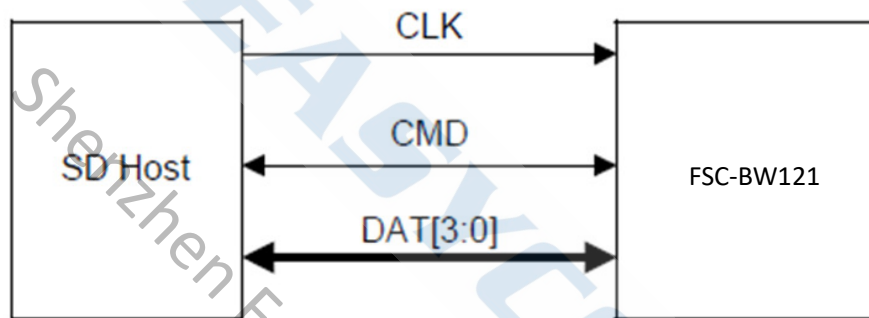 CLK
CMD
SD Host
FSC-BW121
DAT[3:0]
Shenzhen